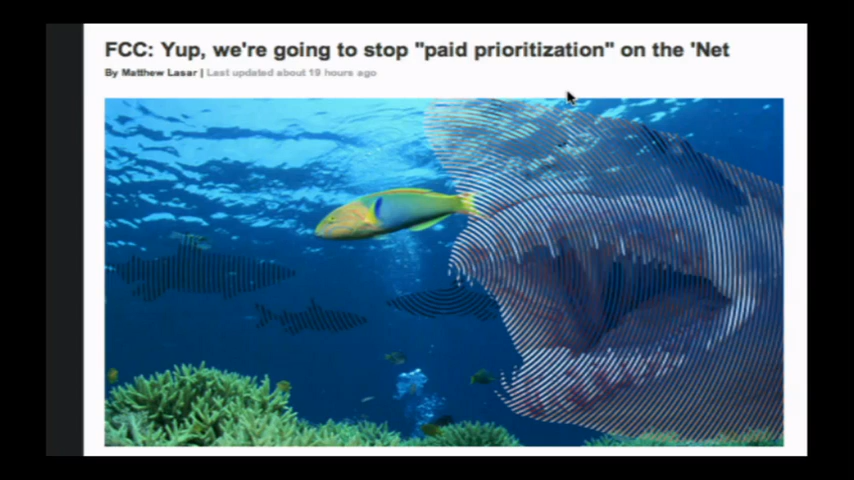 FCC: Yup, we're going to stop "paid prioritization" on the 'Net
By Matthew Lasar | Last updated about 19 hours ago